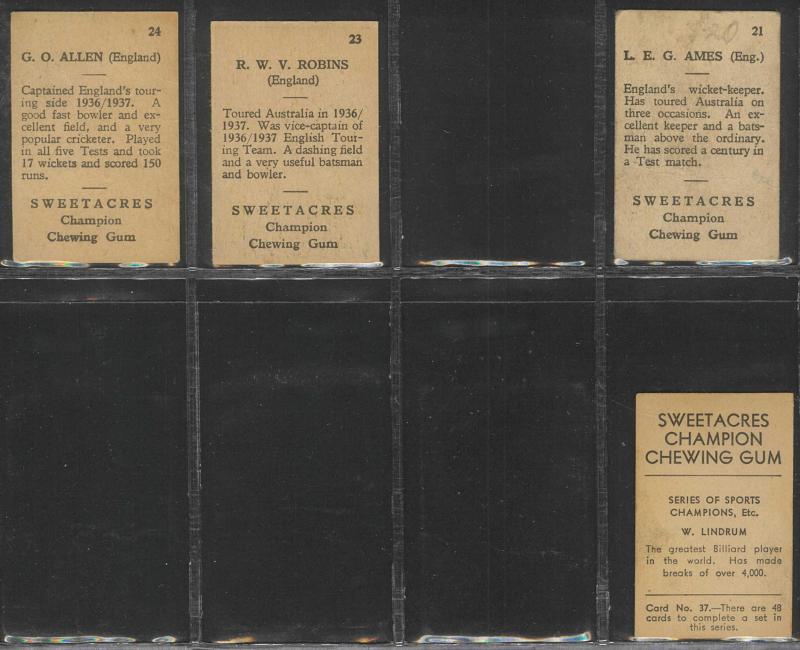 24
G. O. ALLEN (England)
Captained England's tour-
ing side 1936/1937. A
good fast bowler and ex-
cellent field, and a very
popular cricketer. Played
in all five Tests and took
17 wickets and scored 150
runs.
SWEETACRES
Champion
Chewing Gum
23
R. W. V. ROBINS
(England)
Toured Australia in 1936/
1937. Was vice-captain of
1936/1937 English Tour-
ing Team. A dashing field
and a very useful batsman
and bowler.
SWEETACRES
Champion
Chewing Gum
20
21
L. E. G. AMES (Eng.)
England's wicket-keeper.
Has toured Australia on
three occasions. An ex-
cellent keeper and a bats-
man above the ordinary.
He has scored a century in
a Test match.
SWEETACRES
Champion
Chewing Gum
SWEETACRES
CHAMPION
CHEWING GUM
SERIES OF SPORTS
CHAMPIONS, Etc.
W. LINDRUM
The greatest Billiard player
in the world. Has made
breaks of over 4,000.
Card No. 37.—There are 48
cards to complete a set in
this series.